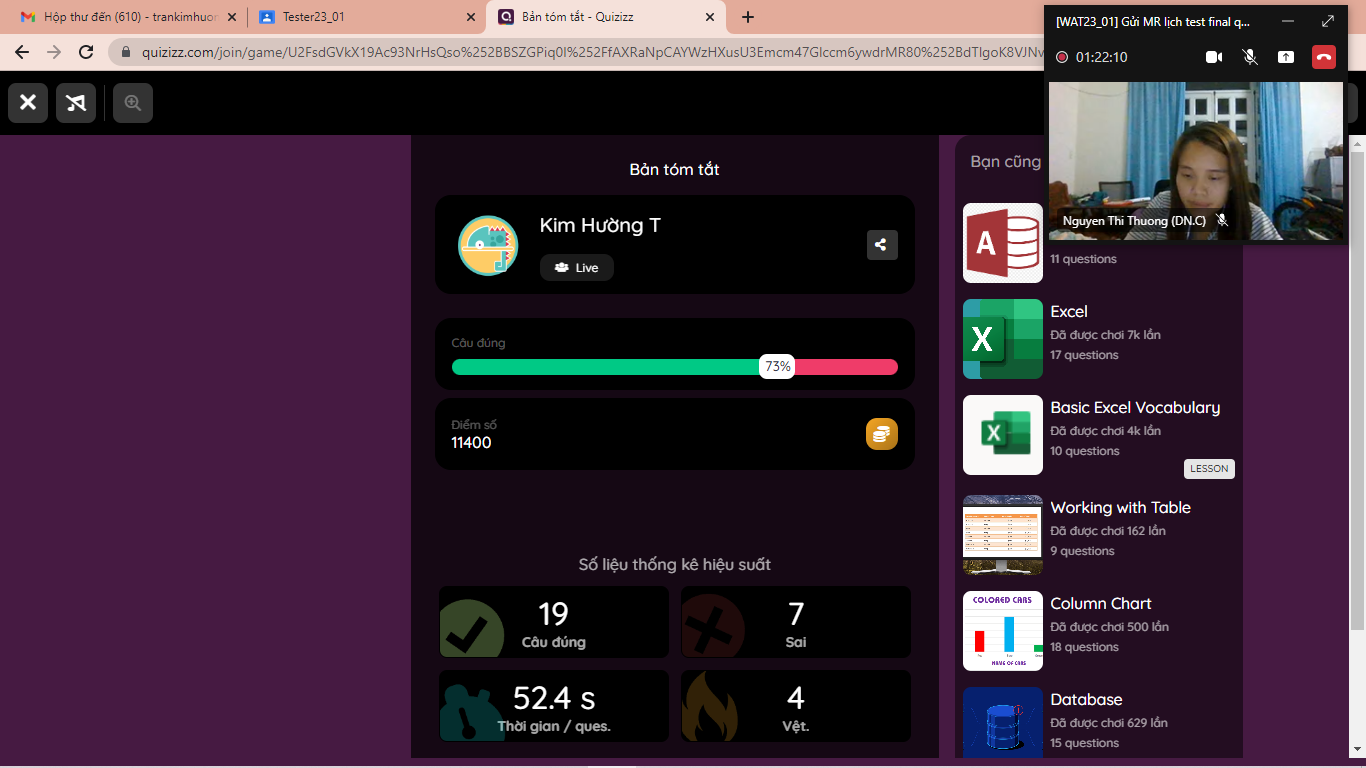 Hộp thư đến (610) - trankimhuon
Tester23_01
Bản tóm tắt - Quizizz
quizizz.com/join/game/U2FsdGVkX19Ac93NrHsQso%252BBSZGPiq0I%252FfAXRaNpCAYWzHXusU3Emcm47GIccm6ywdrMR80%252BdTIgoK8VJNv
[WAT23_01] Gửi MR lịch test final q...
01:22:10
Nguyen Thi Thuong (DN.C)
Bản tóm tắt
Kim Hường T
Live
Câu đúng
73%
Điểm số
11400
Số liệu thống kê hiệu suất
19
Câu đúng
7
Sai
52.4 s
Thời gian / ques.
4
Vệt.
Bạn cũng
A
11 questions
X
Excel
Đã được chơi 7k lần
17 questions
X
Basic Excel Vocabulary
Đã được chơi 4k lần
10 questions
LESSON
Working with Table
Đã được chơi 162 lần
9 questions
COLORED CARS
NAME OF CARS
Column Chart
Đã được chơi 500 lần
18 questions
Database
Đã được chơi 629 lần
15 questions